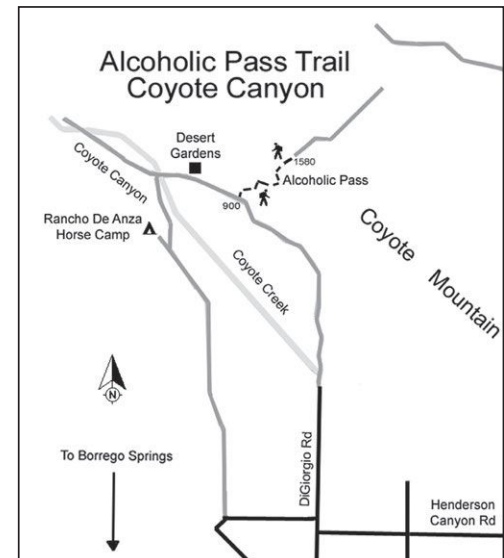 Alcoholic Pass Trail
Coyote Canyon
Desert
Gardens
1580
Coyote Canyon
Alcoholic Pass
900
Rancho De Anza
Horse Camp
Coyote Mountain
Coyote Creek
N
To Borrego Springs
DiGiorgio Rd
Henderson
Canyon Rd